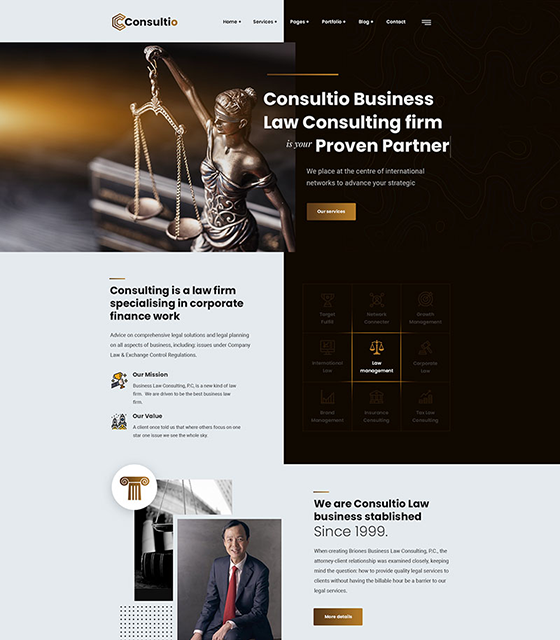 Consultio
Home +
Services +
Pages +
Portfolio +
Blog +
Contact
Consultio Business
Law Consulting firm
is your Proven Partner
We place at the centre of international
networks to advance your strategic
Our services
Consulting is a law firm
specialising in corporate
finance work
Advice on comprehensive legal solutions and legal planning
on all aspects of business, including: issues under Company
Law & Exchange Control Regulations.
Our Mission
Business Law Consulting, P.C, is a new kind of law
firm. We are driven to be the best business law
firm.
Our Value
A client once told us that where others focus on one
star one issue we see the whole sky
Target
Fulfill
Network
Connector
Growth
Management
International
Law
Law
management
Corporate
Law
Brand
Management
Insurance
Consulting
Tax Law
Consulting
We are Consultio Law
business stablished
Since 1999.
When creating Briones Business Law Consulting, P.C., the
attorney-client relationship was examined closely, keeping
mind the question: how to provide quality legal services to
clients without having the billable hour be a barrier to our
legal services.
More details